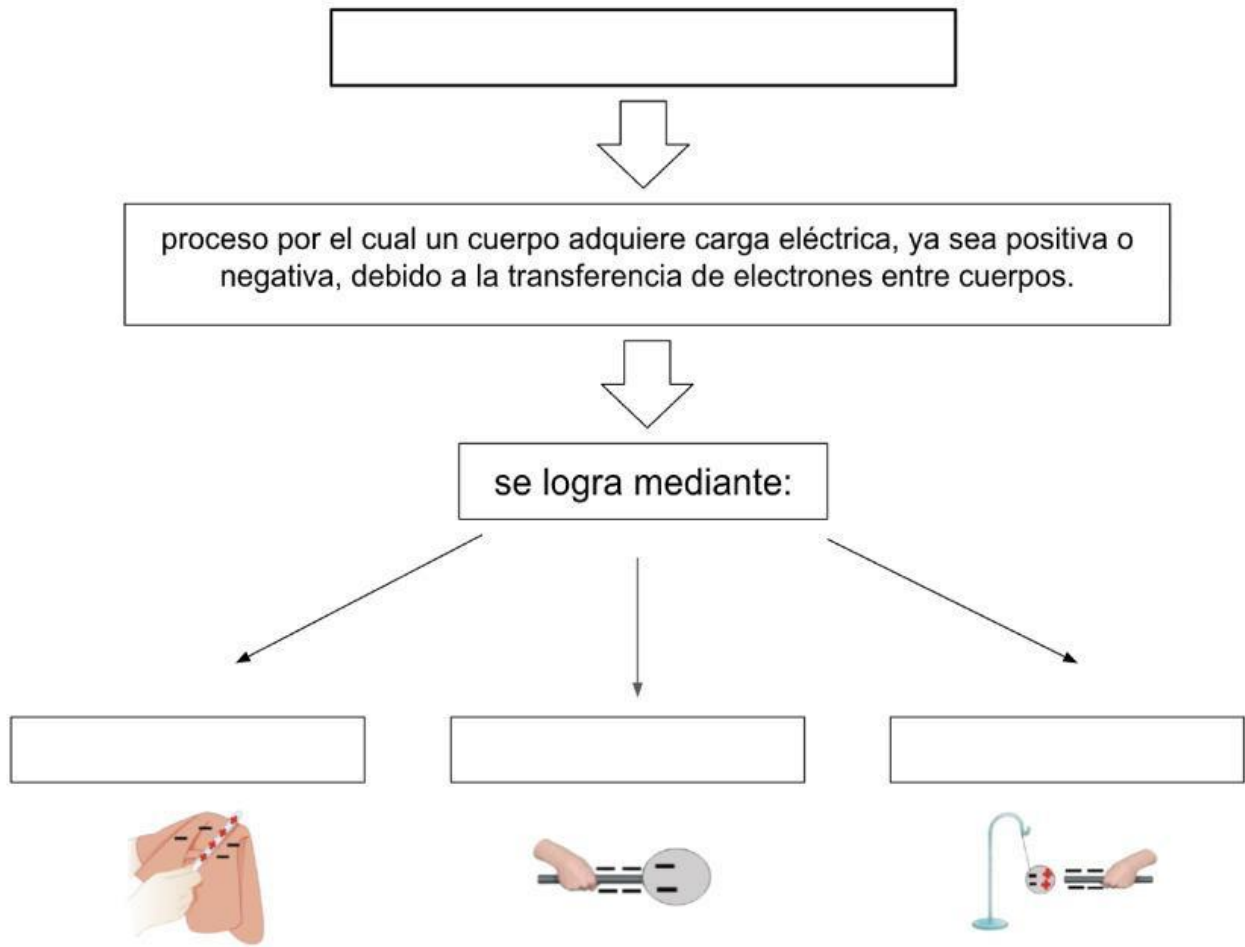 proceso por el cual un cuerpo adquiere carga eléctrica, ya sea positiva o
negativa, debido a la transferencia de electrones entre cuerpos.
se logra mediante: